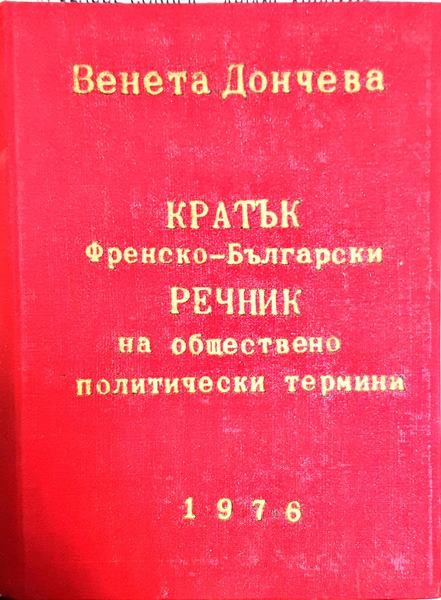 Венета Дончева
КРАТЪК
Френско-Български
РЕЧНИК
на обществено
политически термини
1976